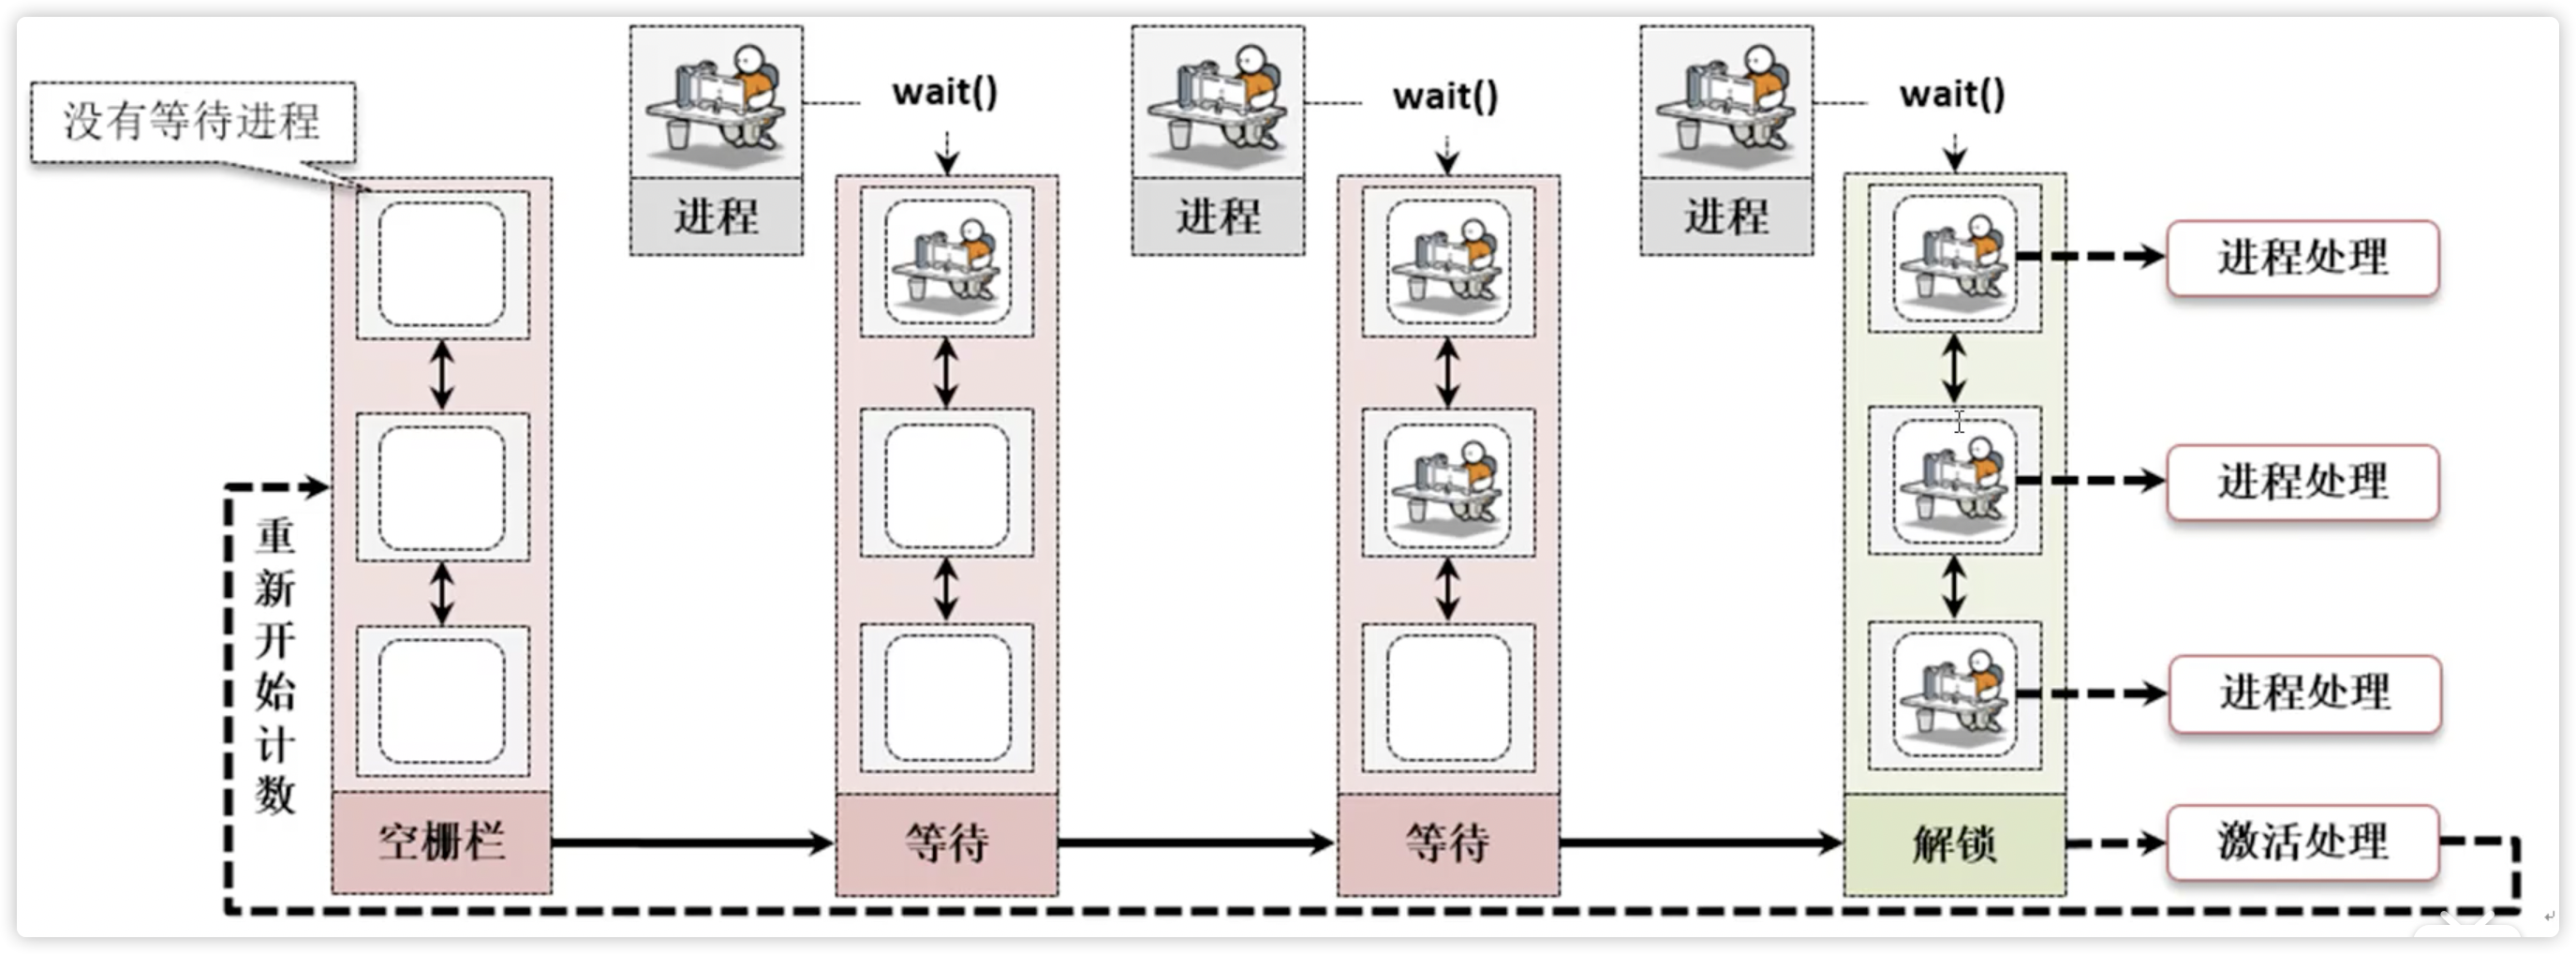 没有等待进程
进程
wait()
进程
wait()
进程
wait()
进程处理
进程处理
进程处理
重新开始计数
空栅栏
等待
等待
解锁
激活处理